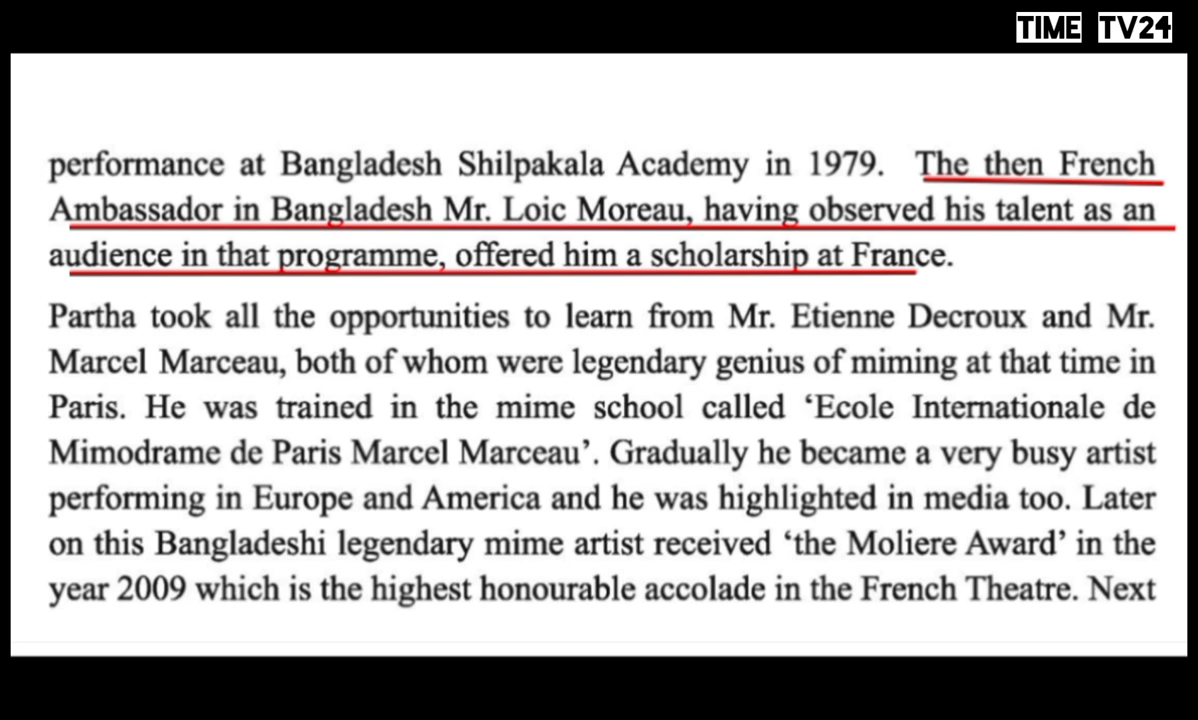 TIME TV24
performance at Bangladesh Shilpakala Academy in 1979. The then French
Ambassador in Bangladesh Mr. Loic Moreau, having observed his talent as an
audience in that programme, offered him a scholarship at France.
Partha took all the opportunities to learn from Mr. Etienne Decroux and Mr.
Marcel Marceau, both of whom were legendary genius of miming at that time in
Paris. He was trained in the mime school called ‘Ecole Internationale de
Mimodrame de Paris Marcel Marceau’. Gradually he became a very busy artist
performing in Europe and America and he was highlighted in media too. Later
on this Bangladeshi legendary mime artist received ‘the Moliere Award’ in the
year 2009 which is the highest honourable accolade in the French Theatre. Next